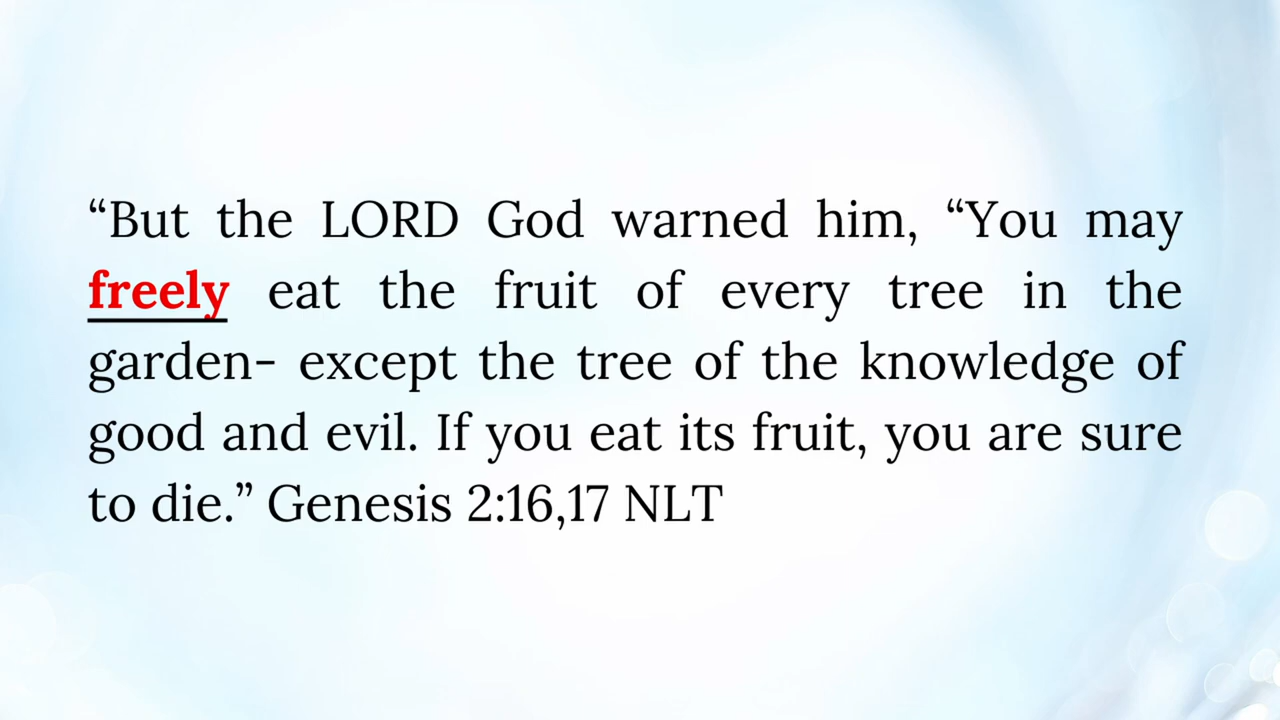 “But the LORD God warned him, “You may
freely eat the fruit of every tree in the
garden- except the tree of the knowledge of
good and evil. If you eat its fruit, you are sure
to die.” Genesis 2:16,17 NLT